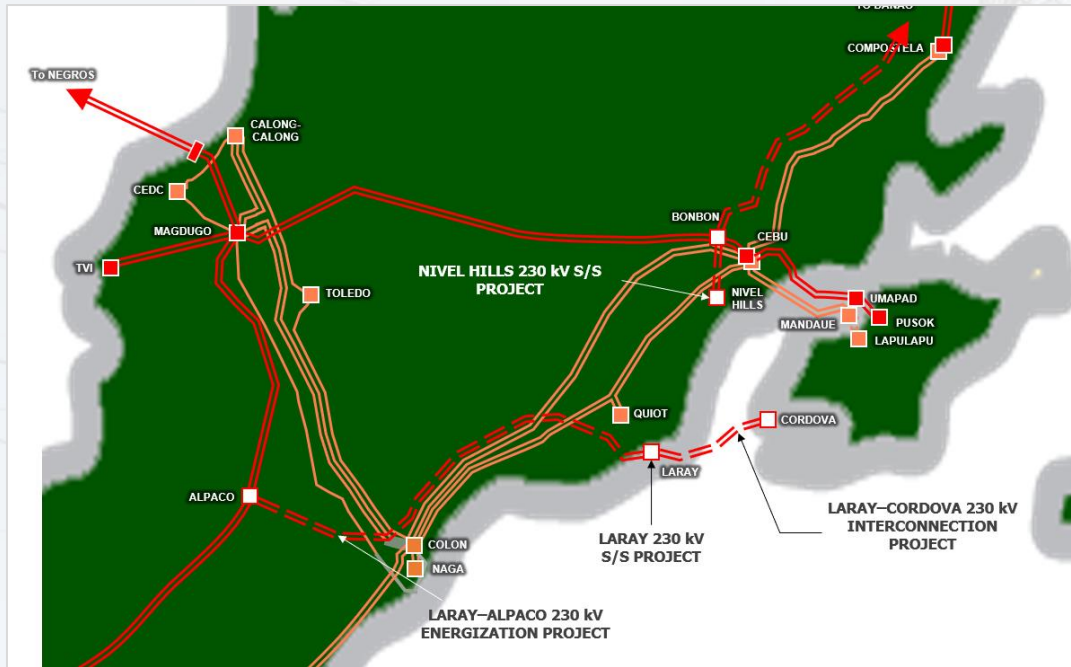 TO DANAO
COMPOSTELA
To NEGROS
CALONG-
CALONG
CEDC
MAGDUGO
BONBON
CEBU
TVI
NIVEL HILLS 230 kV S/S
PROJECT
TOLEDO
NIVEL
HILLS
UMAPAD
MANDAUE
PUSOK
LAPULAPU
QUIOT
CORDOVA
LARAY
ALPACO
LARAY–CORDOVA 230 kV
INTERCONNECTION
PROJECT
LARAY 230 kV
S/S PROJECT
COLON
NAGA
LARAY–ALPACO 230 kV
ENERGIZATION PROJECT